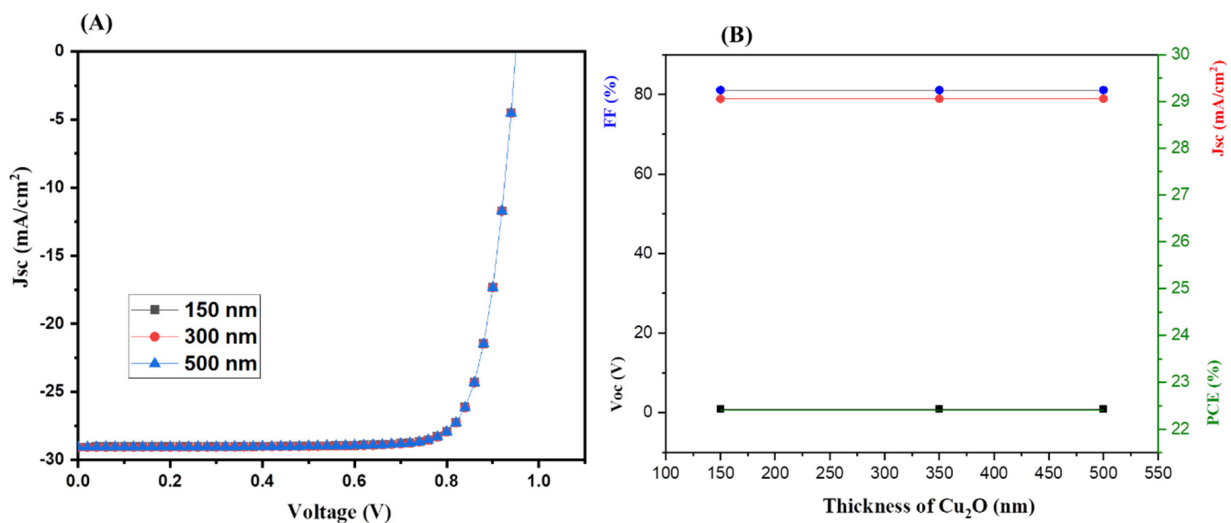 (A)
0
-5
-10
-15
-20
-25
-30
Jsc (mA/cm²)
150 nm
300 nm
500 nm
0.0 0.2 0.4 0.6 0.8 1.0
Voltage (V)
(B)
FF (%)
Voc (V)
80
60
40
20
0
30
29
28
27
26
25
24
23
22
Jsc (mA/cm²)
PCE (%)
100 150 200 250 300 350 400 450 500 550
Thickness of Cu₂O (nm)